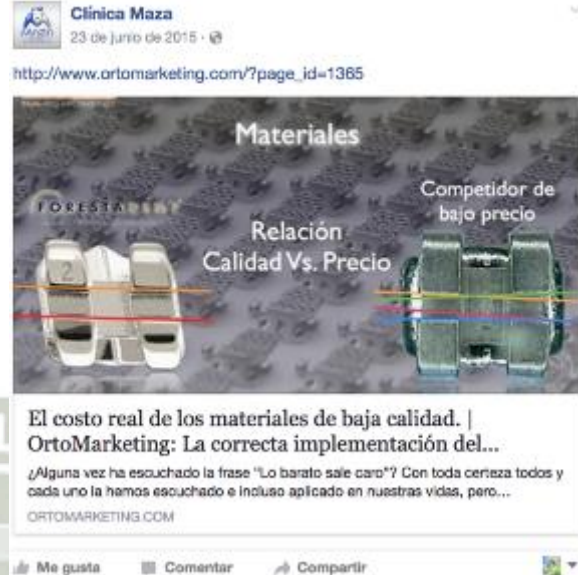 Clínica Maza
23 de junio de 2015
http://www.ortomarketing.com/?page_id=1365
Materiales
FORESTADENT
Competidor de
bajo precio
Relación
Calidad Vs. Precio
2
El costo real de los materiales de baja calidad. |
OrtoMarketing: La correcta implementación del...
¿Alguna vez ha escuchado la frase "Lo barato sale caro"? Con toda certeza todos y
cada uno la hemos escuchado e incluso aplicado en nuestras vidas, pero...
ORTOMARKETING.COM
Me gusta Comentar Compartir